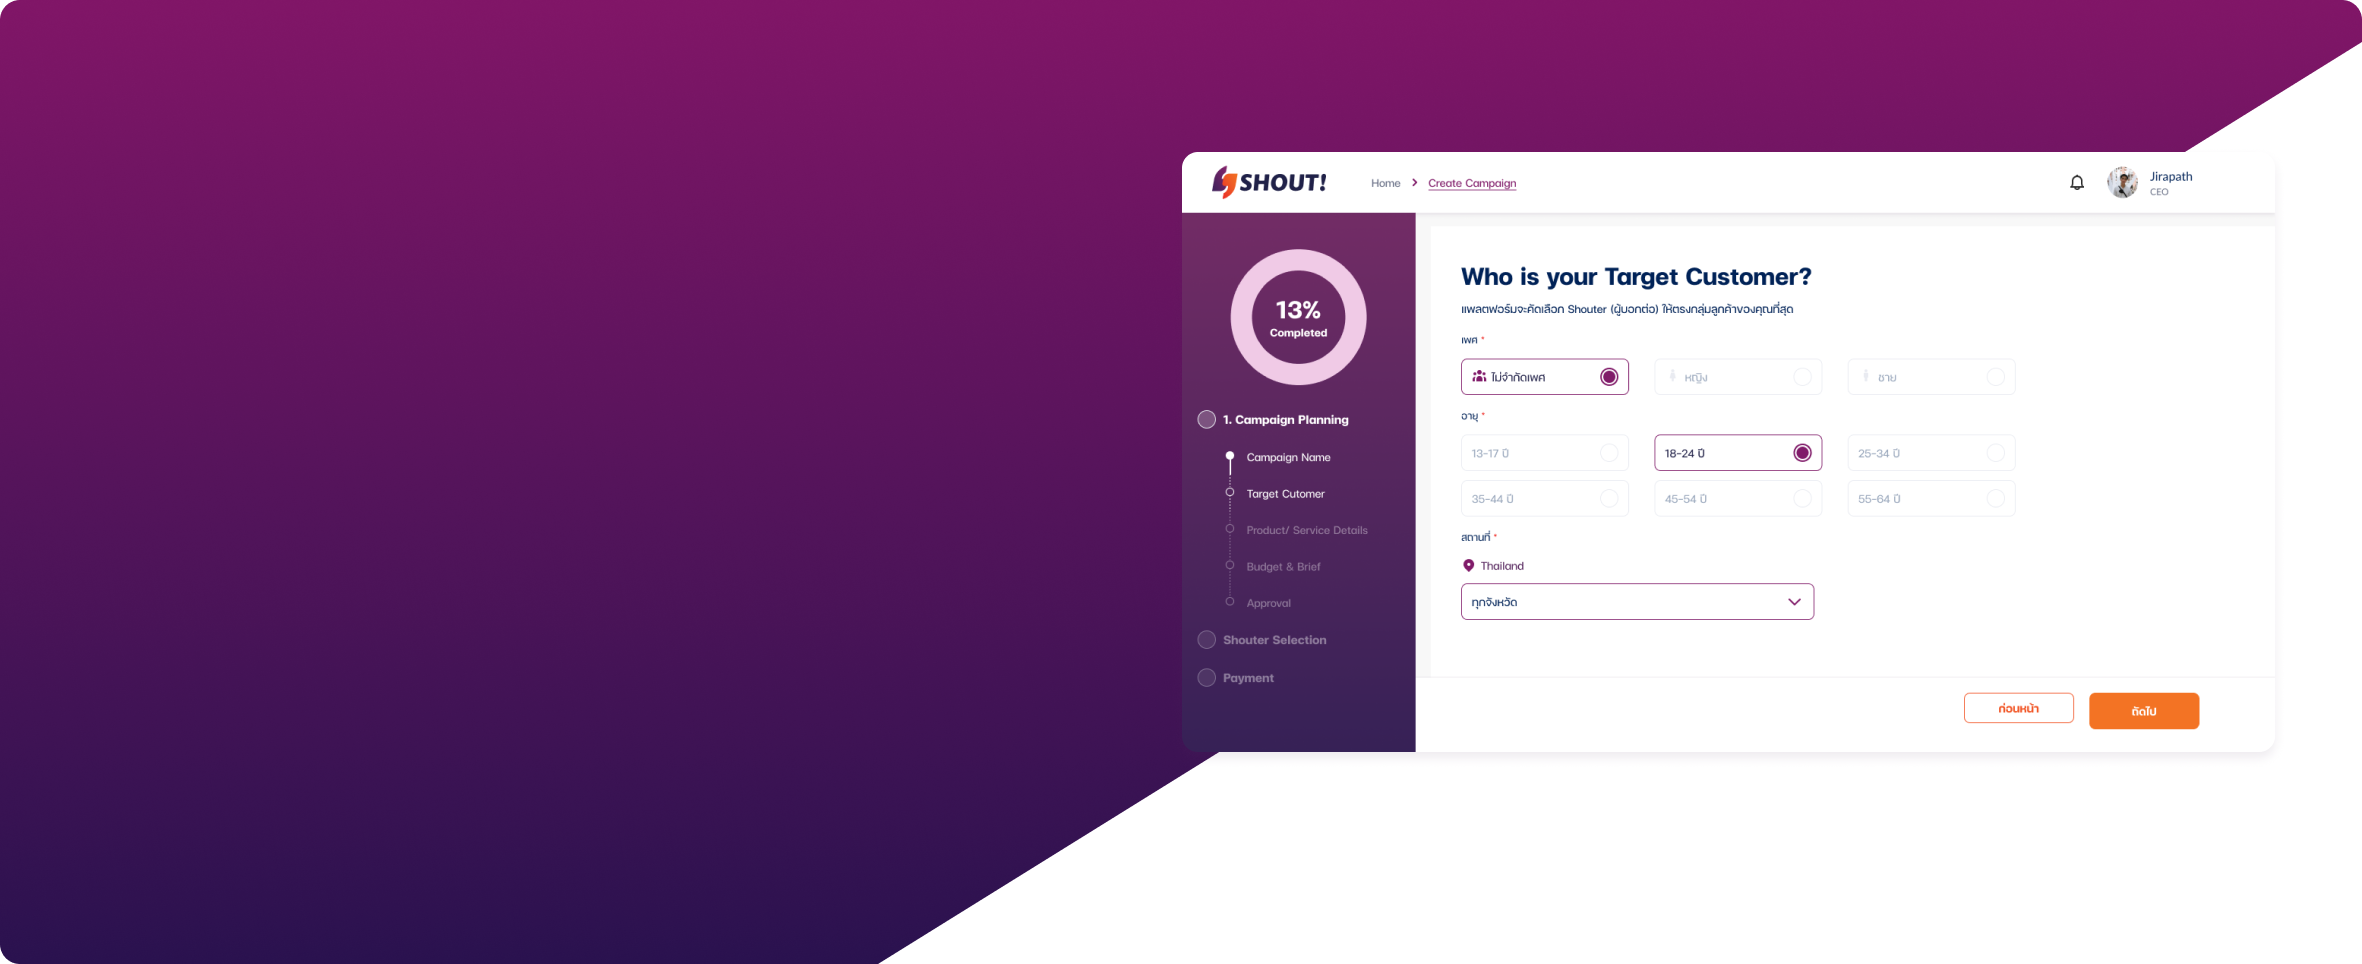 SHOUT!
Home > Create Campaign
Jirapath
CEO
13%
Completed
1. Campaign Planning
Campaign Name
Target Cutomer
Product/ Service Details
Budget & Brief
Approval
Shouter Selection
Payment
Who is your Target Customer?
แพลตฟอร์มจะคัดเลือก Shouter (ผู้บอกต่อ) ให้ตรงกลุ่มลูกค้าของคุณที่สุด
เพศ *
ไม่จำกัดเพศ
หญิง
ชาย
อายุ *
13-17 ปี
18-24 ปี
25-34 ปี
35-44 ปี
45-54 ปี
55-64 ปี
สถานที่ *
Thailand
ทุกจังหวัด
ก่อนหน้า
ถัดไป